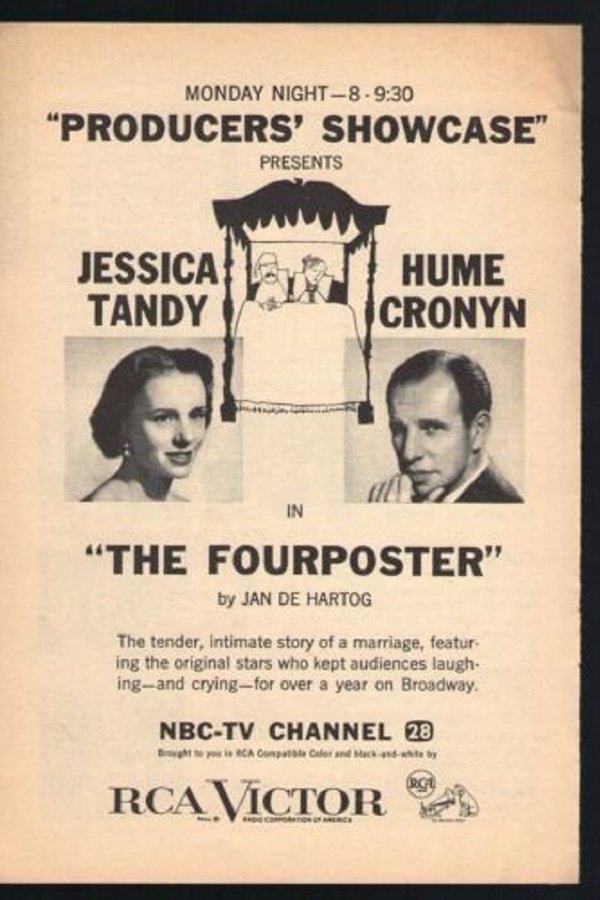 MONDAY NIGHT—8-9:30
“PRODUCERS’ SHOWCASE”
PRESENTS
JESSICA
TANDY
HUME
CRONYN
IN
“THE FOURPOSTER”
by JAN DE HARTOG
The tender, intimate story of a marriage, featur-
ing the original stars who kept audiences laugh-
ing—and crying—for over a year on Broadway.
NBC-TV CHANNEL 28
Brought to you in RCA Compatible Color and black-and-white by
RCA VICTOR
RADIO CORPORATION OF AMERICA
RCA